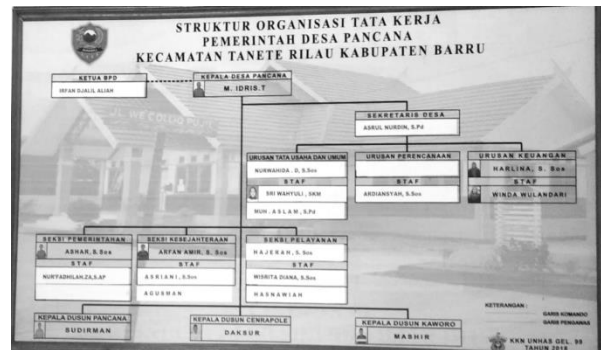 STRUKTUR ORGANISASI TATA KERJA
PEMERINTAH DESA PANCANA
KECAMATAN TANETE RILAU KABUPATEN BARRU
KETUA BPD
IRFAN DJALIL ALIAH
KEPALA DESA PANCANA
M. IDRIS.T
SEKRETARIS DESA
ASRUL NURDIN, S.Pd
URUSAN TATA USAHA DAN UMUM
NURWAHIDA . D, S.Sos
STAF
SRI WAHYULI , SKM
MUH . ASLAM , S.Pd
URUSAN PERENCANAAN
STAF
ARDIANSYAH, S.Sos
URUSAN KEUANGAN
HARLINA, S. Sos
STAF
WINDA WULANDARI
SEKSI PEMERINTAHAN
ASHAR, S.Sos
STAF
NURFADHILAH.ZA,S.AP
SEKSI KESEJAHTERAAN
ARFAN AMIR, S. Sos
STAF
ASRIANI, S.Sos
AGUSMAN
SEKSI PELAYANAN
HAJERAH, S.Sos
STAF
WISRITA DIANA, S.Sos
HASNAWIAH
KEPALA DUSUN PANCANA
SUDIRMAN
KEPALA DUSUN CENRAPOLE
DAKSUR
KEPALA DUSUN KAWORO
MASHIR
KETERANGAN :
GARIS KOMANDO
GARIS PENGAWAS
KKN UNHAS GEL. 99
TAHUN 2018